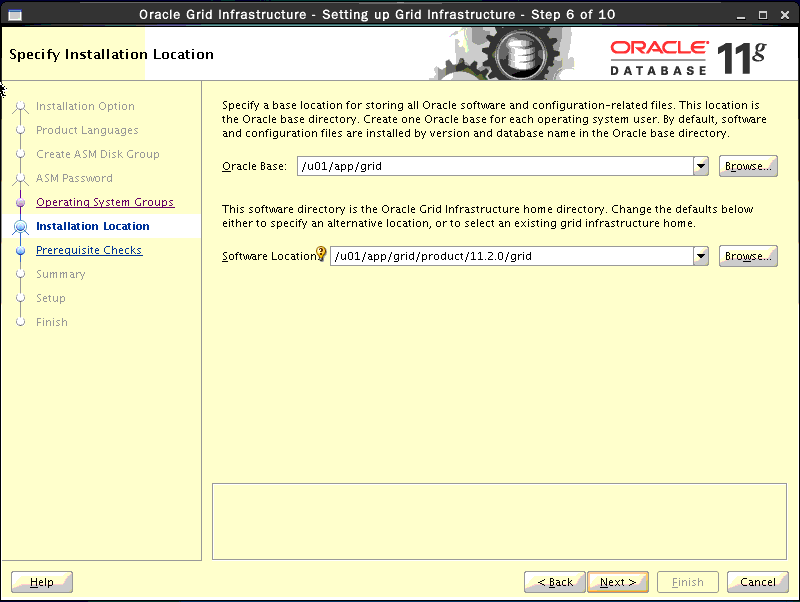 Oracle Grid Infrastructure - Setting up Grid Infrastructure - Step 6 of 10
Specify Installation Location
ORACLE
DATABASE 11g
Installation Option
Product Languages
Create ASM Disk Group
ASM Password
Operating System Groups
Installation Location
Prerequisite Checks
Summary
Setup
Finish
Specify a base location for storing all Oracle software and configuration-related files. This location is
the Oracle base directory. Create one Oracle base for each operating system user. By default, software
and configuration files are installed by version and database name in the Oracle base directory.
Oracle Base: /u01/app/grid Browse...
This software directory is the Oracle Grid Infrastructure home directory. Change the defaults below
either to specify an alternative location, or to select an existing grid infrastructure home.
Software Location: /u01/app/grid/product/11.2.0/grid Browse...
Help < Back Next > Finish Cancel